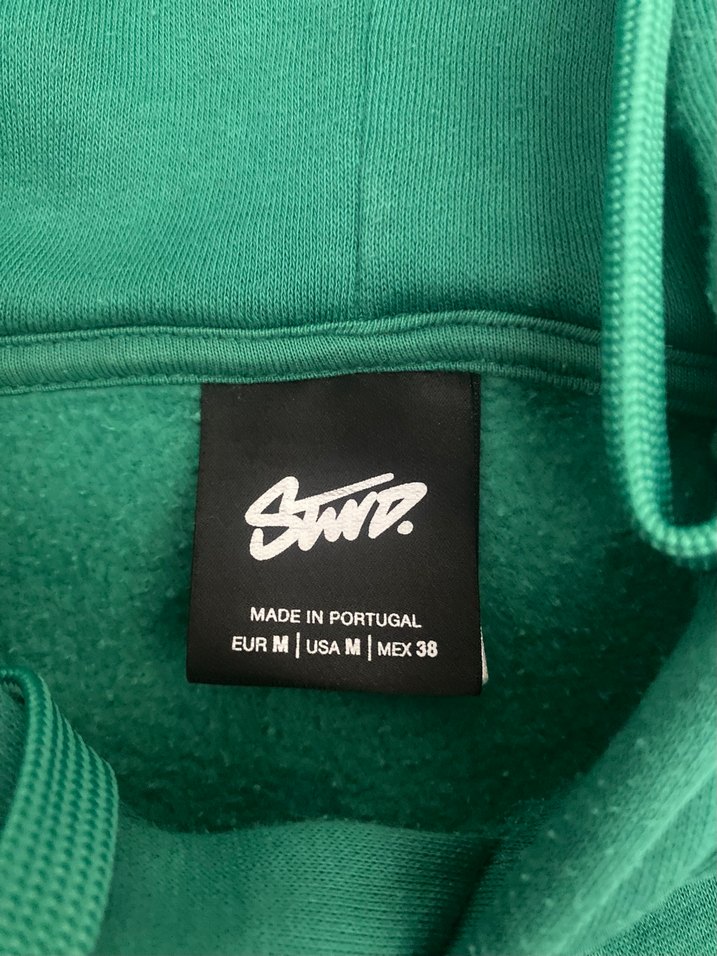 STWD.
MADE IN PORTUGAL
EUR M | USA M | MEX 38